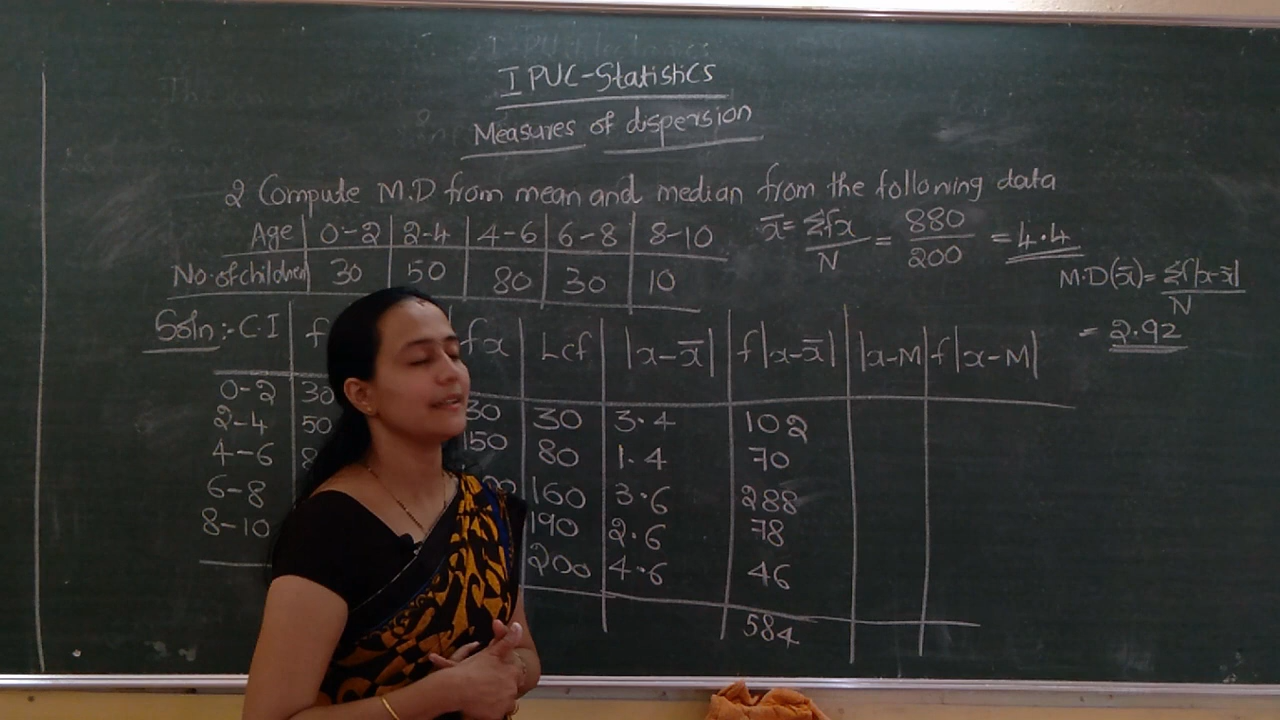 I PUC-Statistics
Measures of dispersion
2 Compute M.D from mean and median from the following data
Age 0-2 2-4 4-6 6-8 8-10
No. of children 30 50 80 30 10
x̄ = Σfx/N = 880/200 = 4.4
M.D(x̄) = Σf|x-x̄|/N
= 2.92
Soln:- C.I f fx Lcf |x-x̄| f|x-x̄| |x-M| f|x-M|
0-2 30 30 30 3.4 102
2-4 50 150 80 1.4 70
4-6 8 160 3.6 288
6-8 190 2.6 78
8-10 200 4.6 46
584